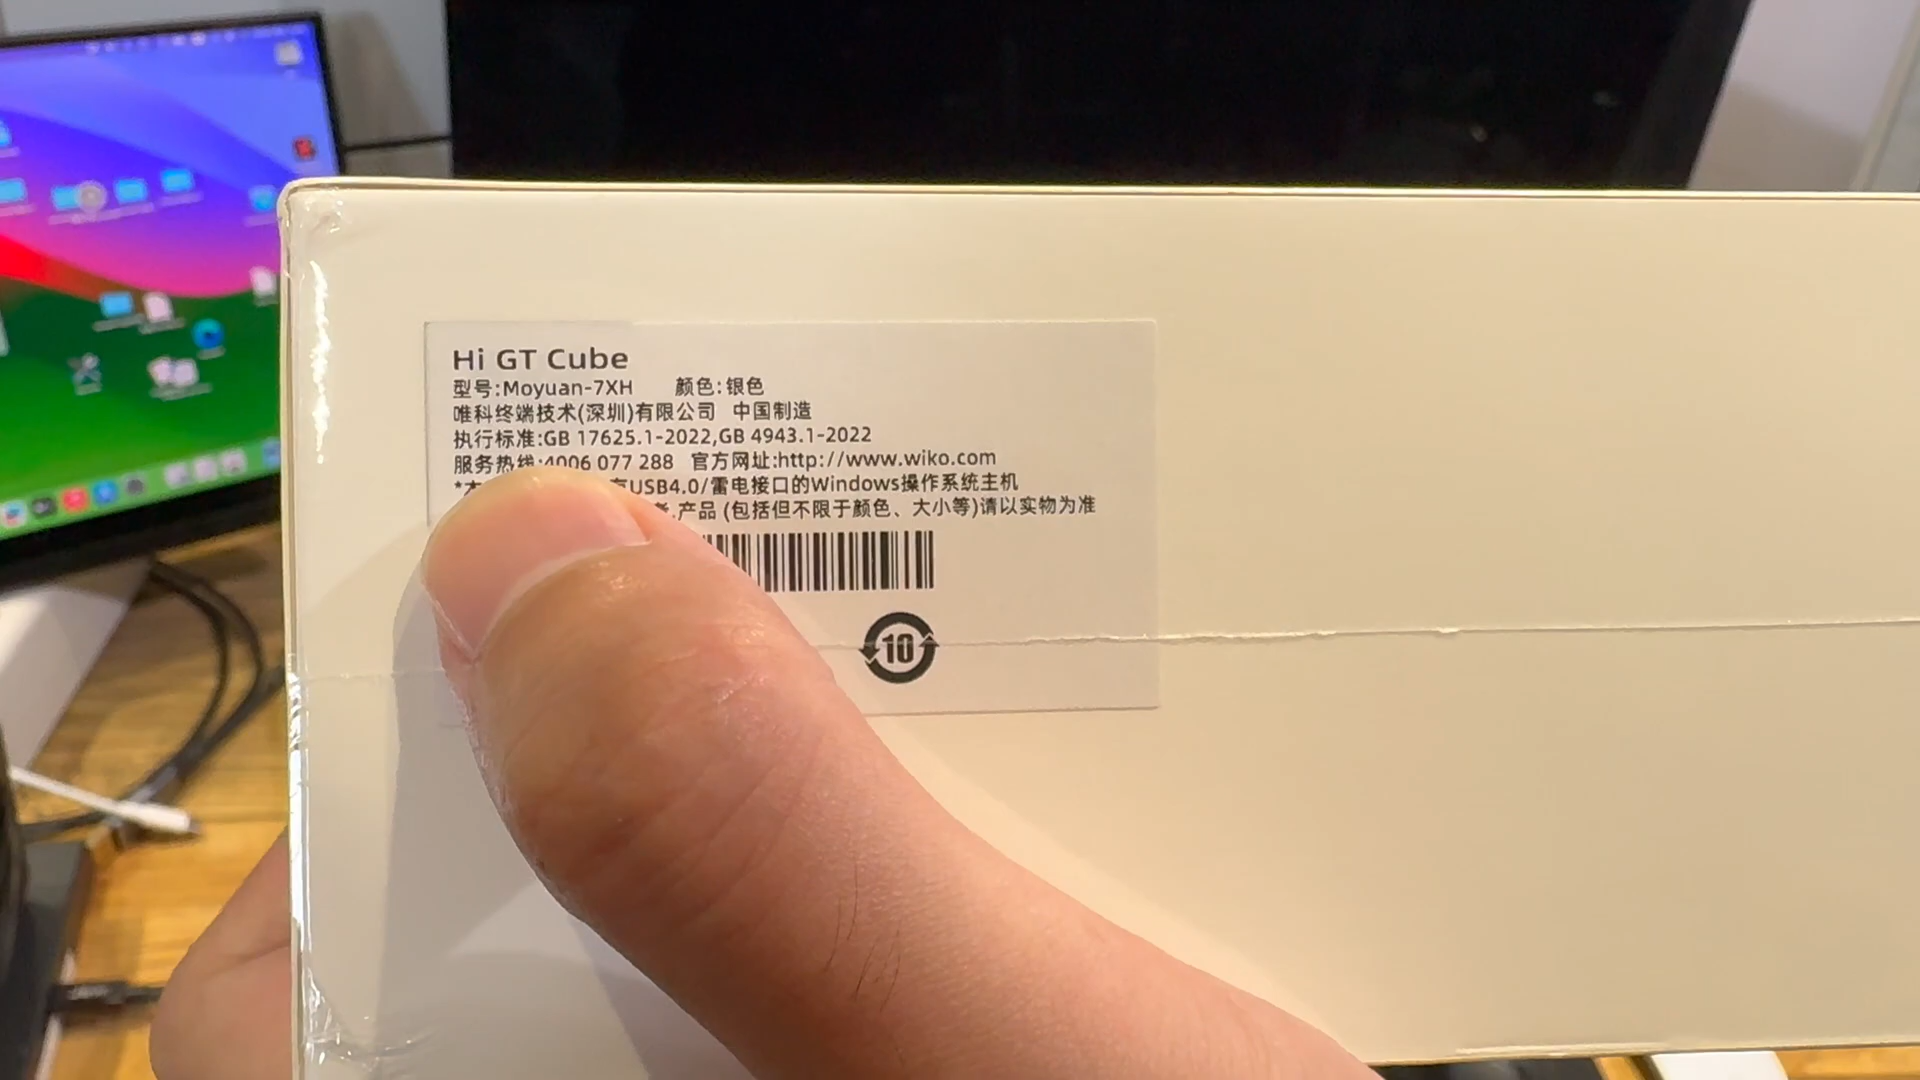 Hi GT Cube
型号:Moyuan-7XH 颜色:银色
唯科终端技术(深圳)有限公司 中国制造
执行标准:GB 17625.1-2022,GB 4943.1-2022
服务热线:4006 077 288 官方网址:http://www.wiko.com
USB4.0/雷电接口的Windows操作系统主机
产品 (包括但不限于颜色、大小等)请以实物为准
10